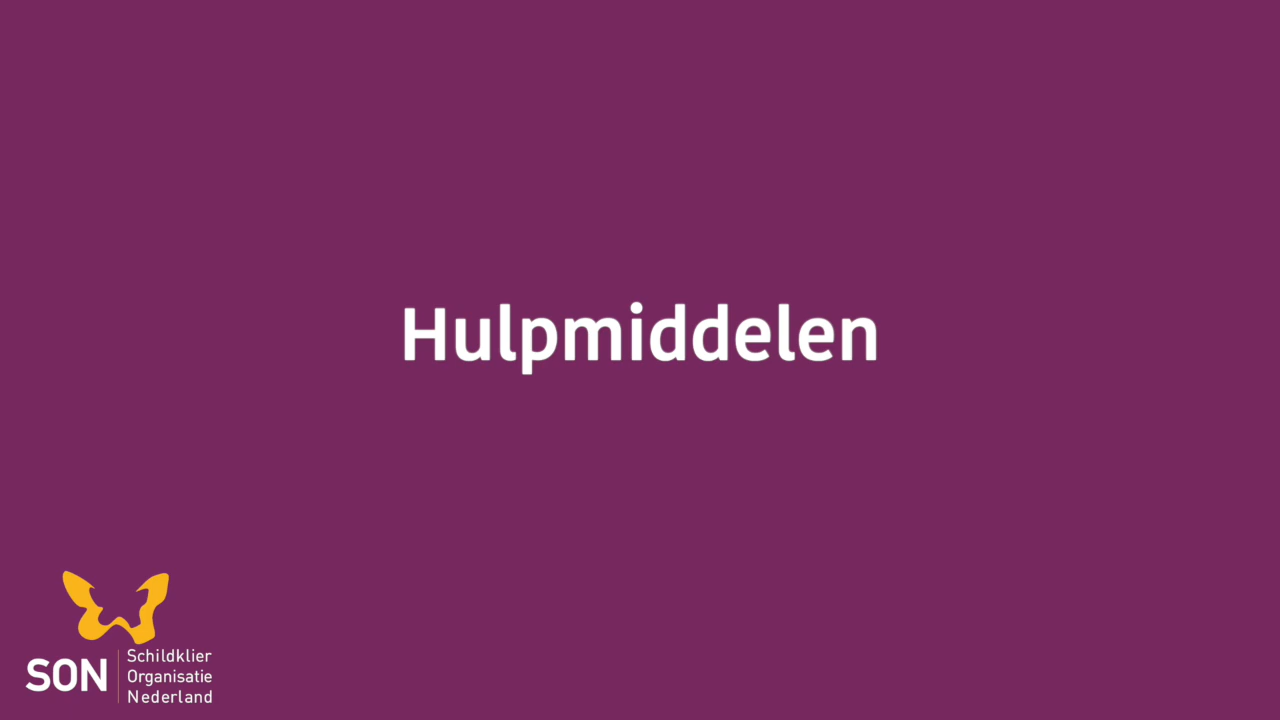 Hulpmiddelen
SON
Schildklier
Organisatie
Nederland